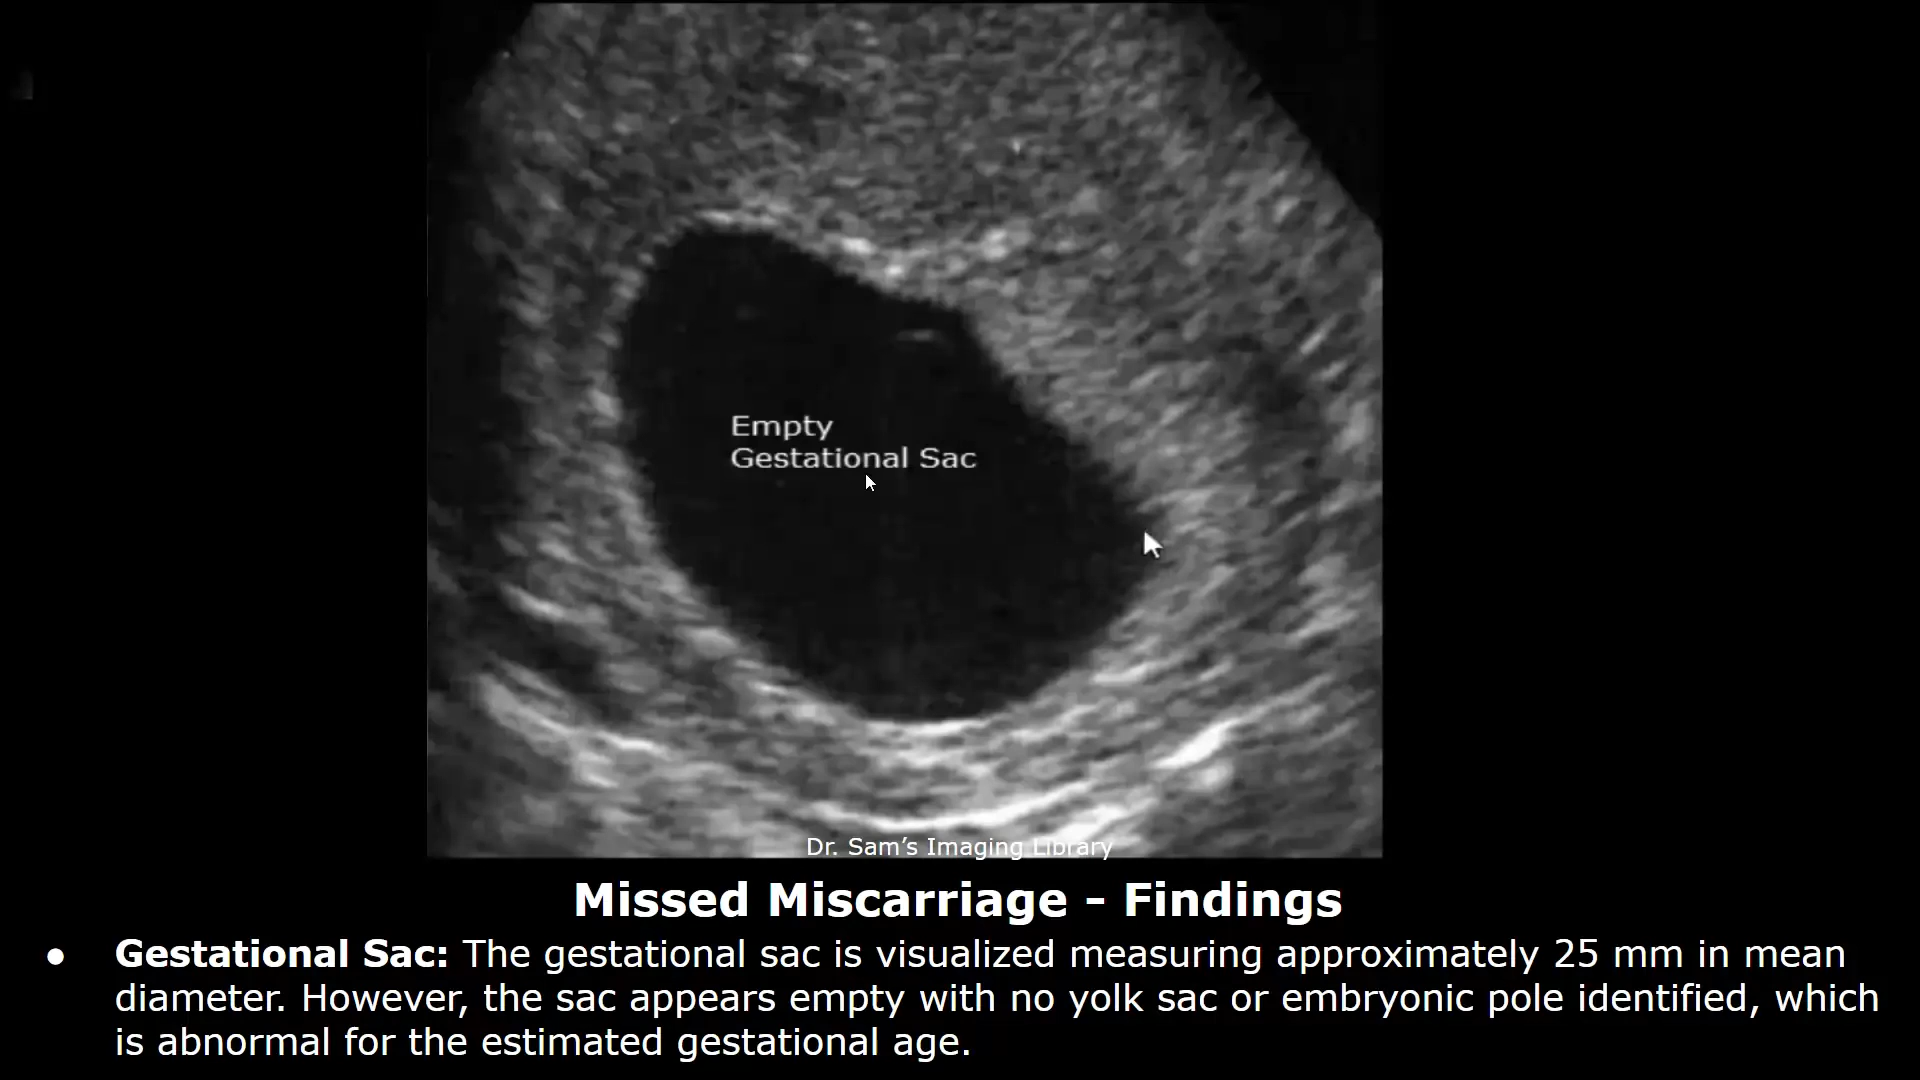 Empty
Gestational Sac
Dr. Sam’s Imaging Library
Missed Miscarriage – Findings
● Gestational Sac: The gestational sac is visualized measuring approximately 25 mm in mean
diameter. However, the sac appears empty with no yolk sac or embryonic pole identified, which
is abnormal for the estimated gestational age.